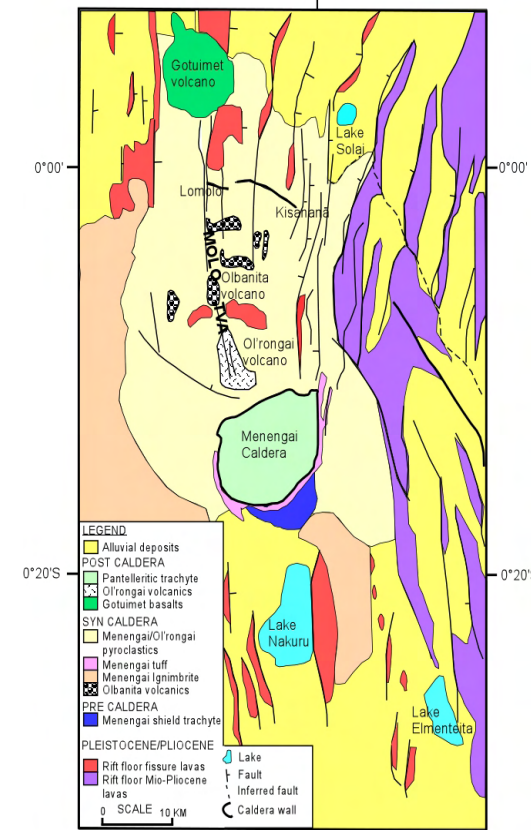 Gotuimet
volcano
Lake
Solai
0°00'
0°00'
Lomolo
Kisanana
MOLO TVA
Olbanita
volcano
Ol'rongai
volcano
Menengai
Caldera
LEGEND
Alluvial deposits
POST CALDERA
Pantelleritic trachyte
Ol'rongai volcanics
Gotuimet basalts
SYN CALDERA
Menengai/Ol'rongai
pyroclastics
Menengai tuff
Menengai Ignimbrite
Olbanita volcanics
PRE CALDERA
Menengai shield trachyte
PLEISTOCENE/PLIOCENE
Rift floor fissure lavas
Rift floor Mio-Pliocene
lavas
SCALE
0 10 KM
Lake
Fault
Inferred fault
Caldera wall
0°20'S
0°20'
Lake
Nakuru
Lake
Elmenteita